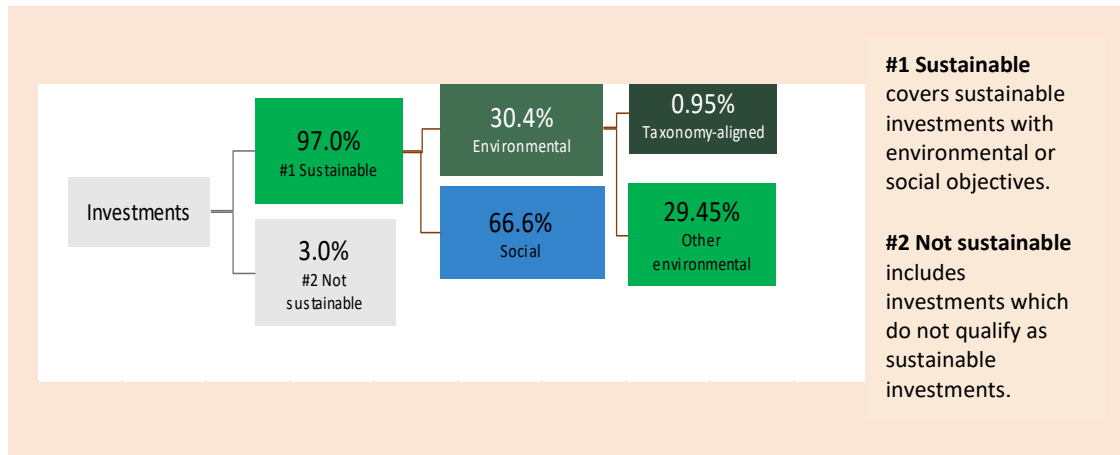 Investments
97.0%
#1 Sustainable
3.0%
#2 Not
sustainable
30.4%
Environmental
66.6%
Social
0.95%
Taxonomy-aligned
29.45%
Other
environmental
#1 Sustainable
covers sustainable
investments with
environmental or
social objectives.
#2 Not sustainable
includes
investments which
do not qualify as
sustainable
investments.